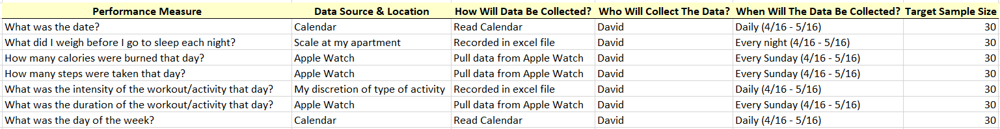 Performance Measure Data Source & Location How Will Data Be Collected? Who Will Collect The Data? When Will The Data Be Collected? Target Sample Size
What was the date? Calendar Read Calendar David Daily (4/16 - 5/16) 30
What did I weigh before I go to sleep each night? Scale at my apartment Recorded in excel file David Every night (4/16 - 5/16) 30
How many calories were burned that day? Apple Watch Pull data from Apple Watch David Every Sunday (4/16 - 5/16) 30
How many steps were taken that day? Apple Watch Pull data from Apple Watch David Every Sunday (4/16 - 5/16) 30
What was the intensity of the workout/activity that day? My discretion of type of activity Recorded in excel file David Daily (4/16 - 5/16) 30
What was the duration of the workout/activity that day? Apple Watch Pull data from Apple Watch David Every Sunday (4/16 - 5/16) 30
What was the day of the week? Calendar Read Calendar David Daily (4/16 - 5/16) 30